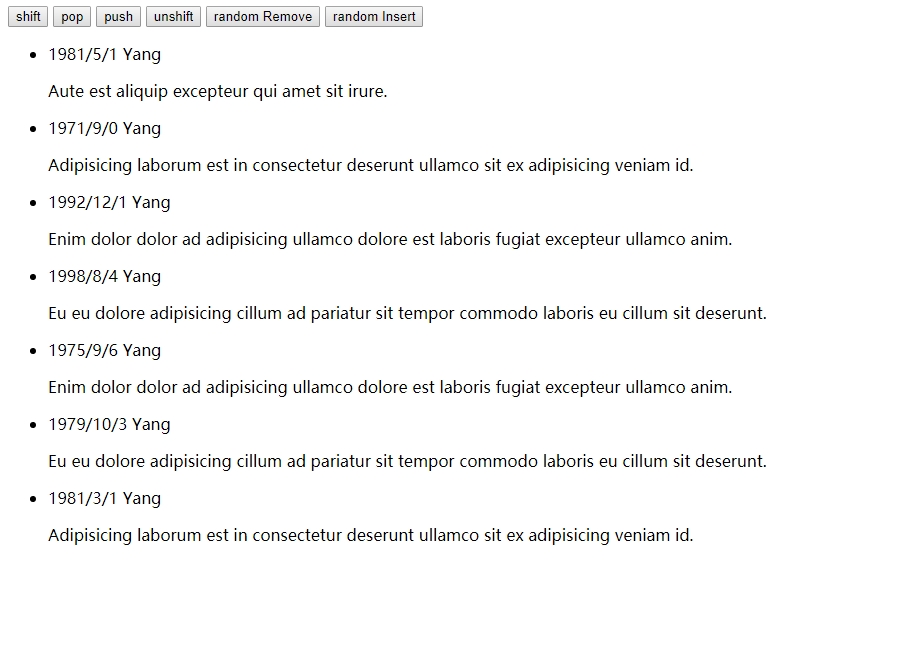 shift pop push unshift random Remove random Insert
1981/5/1 Yang
Aute est aliquip excepteur qui amet sit irure.
1971/9/0 Yang
Adipisicing laborum est in consectetur deserunt ullamco sit ex adipisicing veniam id.
1992/12/1 Yang
Enim dolor dolor ad adipisicing ullamco dolore est laboris fugiat excepteur ullamco anim.
1998/8/4 Yang
Eu eu dolore adipisicing cillum ad pariatur sit tempor commodo laboris eu cillum sit deserunt.
1975/9/6 Yang
Enim dolor dolor ad adipisicing ullamco dolore est laboris fugiat excepteur ullamco anim.
1979/10/3 Yang
Eu eu dolore adipisicing cillum ad pariatur sit tempor commodo laboris eu cillum sit deserunt.
1981/3/1 Yang
Adipisicing laborum est in consectetur deserunt ullamco sit ex adipisicing veniam id.